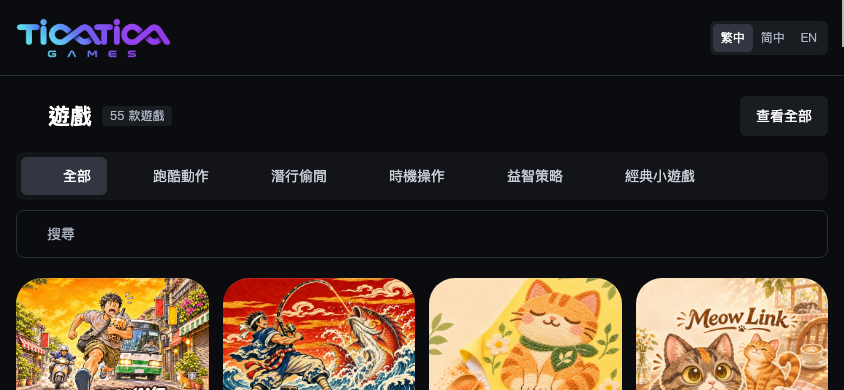 TicaTica
GAMES
繁中 简中 EN
遊戲 55 款遊戲
查看全部
全部 跑酷動作 潛行偷閒 時機操作 益智策略 經典小遊戲
搜尋
Meow Link